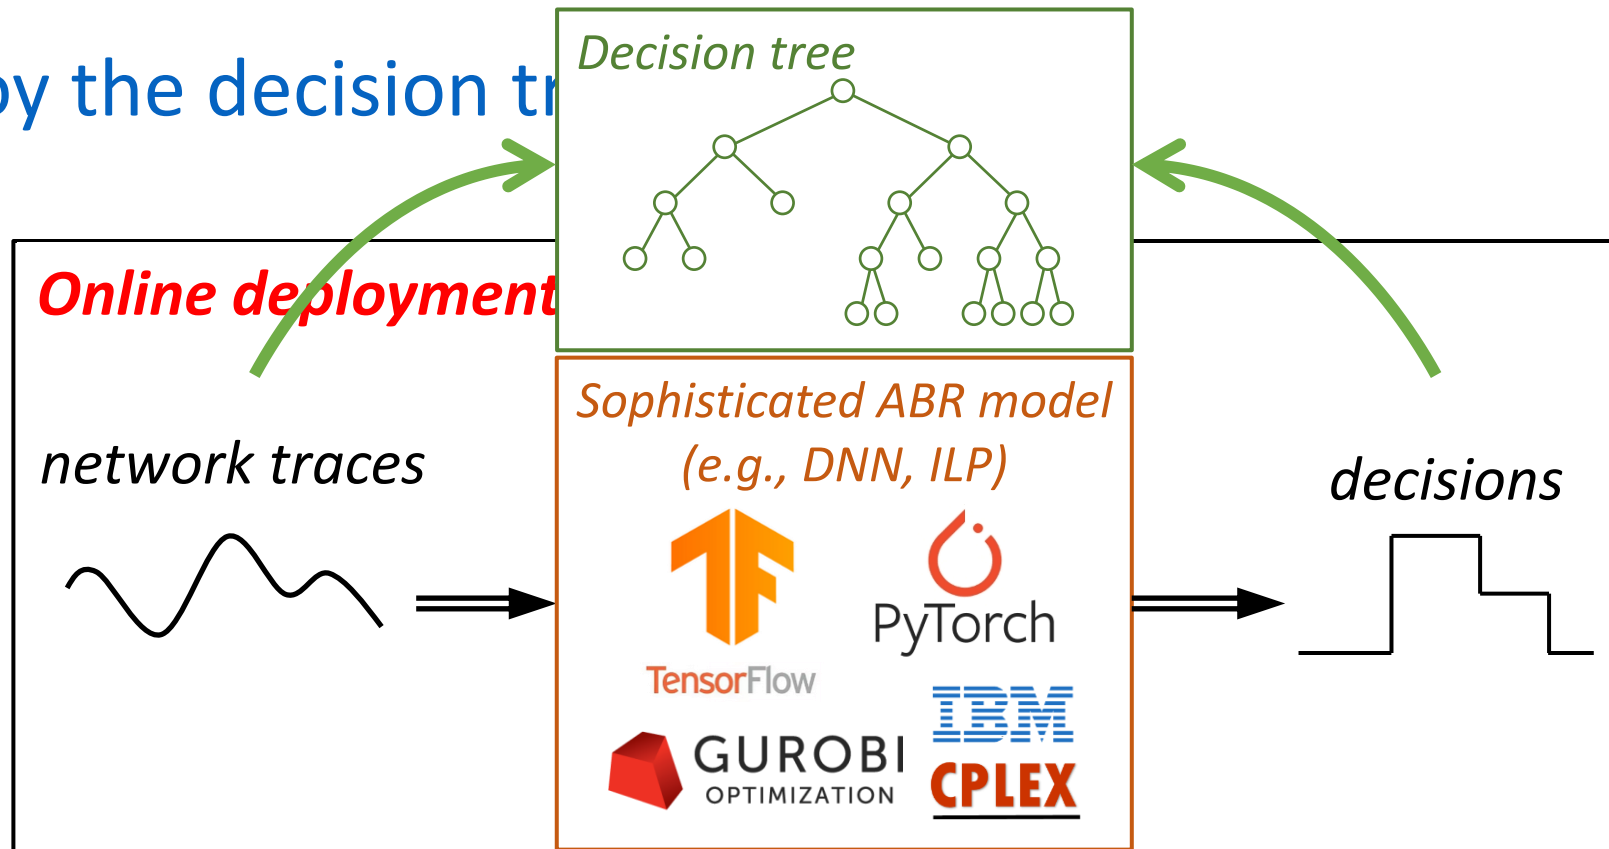 Decision tree
the decision
Online deployment
Sophisticated ABR model
(e.g., DNN, ILP)
network traces
decisions
PyTorch
TensorFlow
IBM
GUROBI
OPTIMIZATION
CPLEX